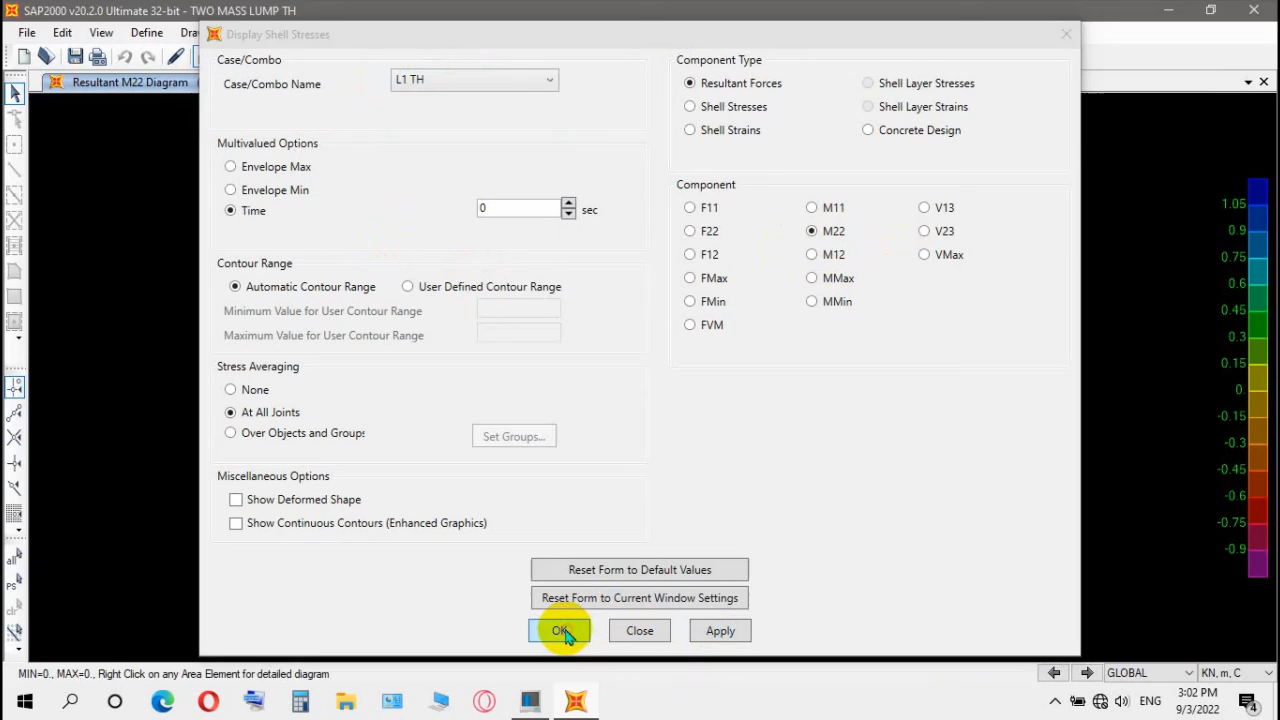 SAP2000 v20.2.0 Ultimate 32-bit - TWO MASS LUMP TH
File Edit View Define Dra
Resultant M22 Diagram
Display Shell Stresses
Case/Combo
Case/Combo Name
L1 TH
Multivalued Options
Envelope Max
Envelope Min
Time
0
sec
Contour Range
Automatic Contour Range
User Defined Contour Range
Minimum Value for User Contour Range
Maximum Value for User Contour Range
Stress Averaging
None
At All Joints
Over Objects and Groups
Set Groups...
Miscellaneous Options
Show Deformed Shape
Show Continuous Contours (Enhanced Graphics)
Component Type
Resultant Forces
Shell Layer Stresses
Shell Stresses
Shell Layer Strains
Shell Strains
Concrete Design
Component
F11 M11 V13
F22 M22 V23
F12 M12 VMax
FMax MMax
FMin MMin
FVM
Reset Form to Default Values
Reset Form to Current Window Settings
OK Close Apply
1.05
0.9
0.75
0.6
0.45
0.3
0.15
0.
-0.15
-0.3
-0.45
-0.6
-0.75
-0.9
all
PS
clr
MIN=0., MAX=0., Right Click on any Area Element for detailed diagram
GLOBAL
KN, m, C
ENG
3:02 PM
9/3/2022
4